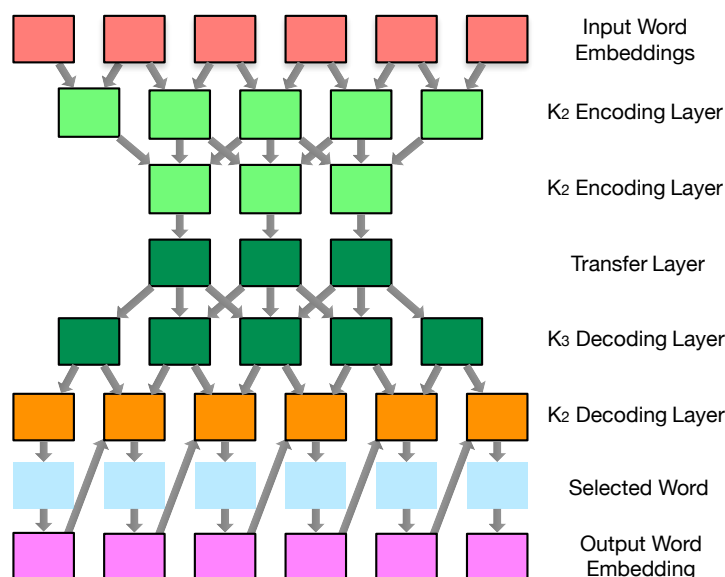 Input Word
Embeddings
K₂ Encoding Layer
K₂ Encoding Layer
Transfer Layer
K₃ Decoding Layer
K₂ Decoding Layer
Selected Word
Output Word
Embedding